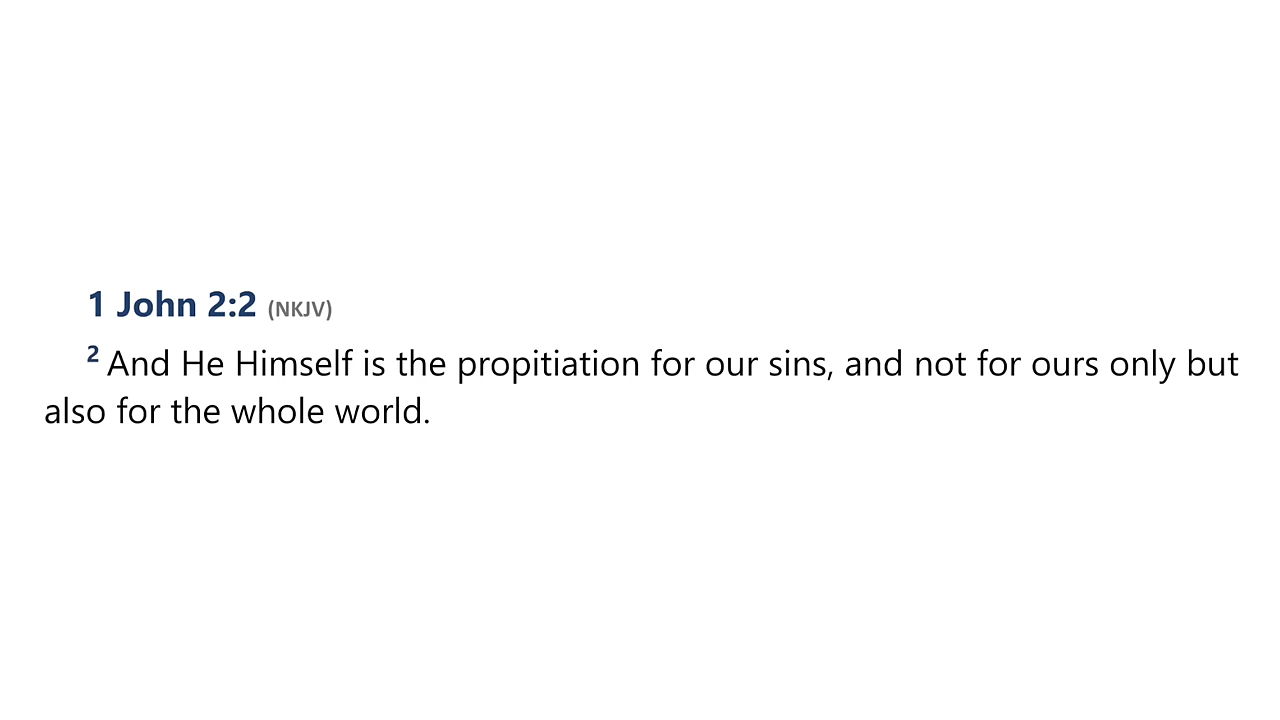 1 John 2:2 (NKJV)
2 And He Himself is the propitiation for our sins, and not for ours only but
also for the whole world.